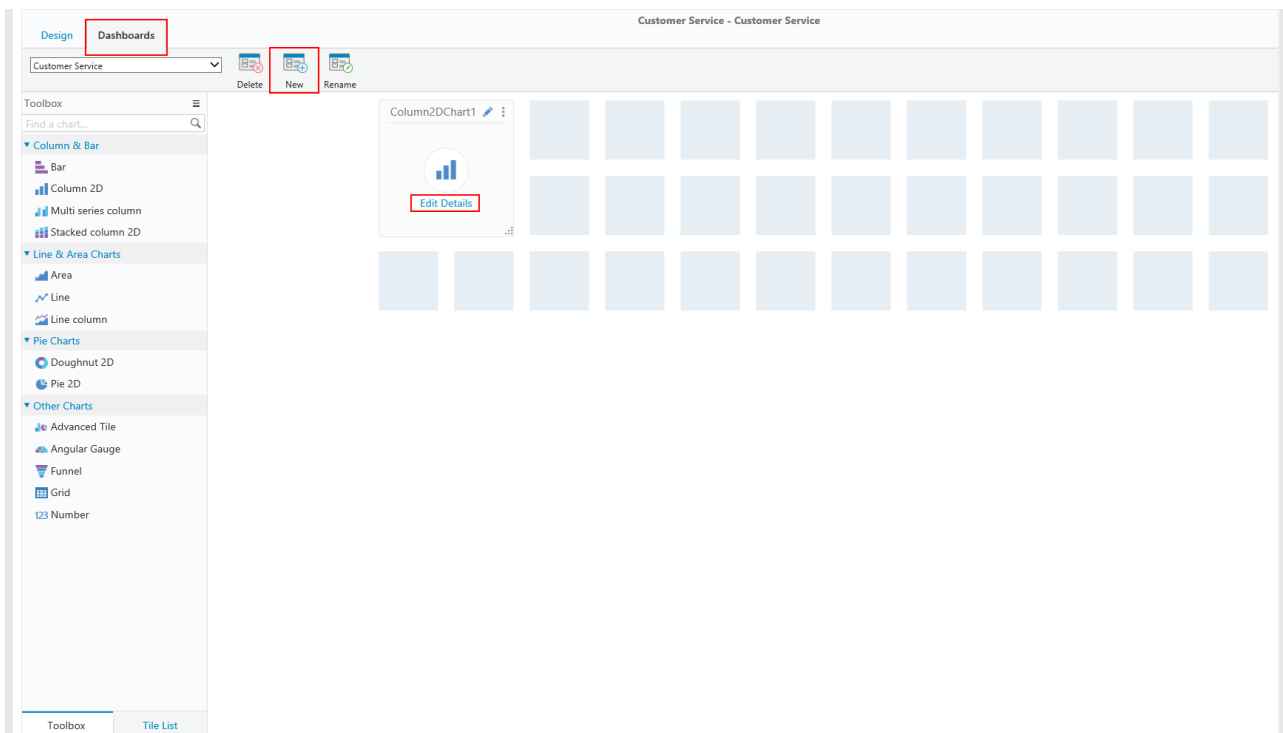 Customer Service - Customer Service
Design Dashboards
Customer Service
Delete New Rename
Toolbox
Find a chart...
Column & Bar
Bar
Column 2D
Multi series column
Stacked column 2D
Line & Area Charts
Area
Line
Line column
Pie Charts
Doughnut 2D
Pie 2D
Other Charts
Advanced Tile
Angular Gauge
Funnel
Grid
123 Number
Toolbox Tile List
Column2DChart1
Edit Details